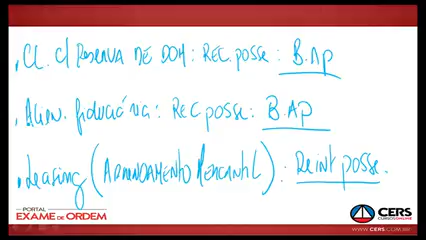 . CL. C/ RESERVA DE DOM: REC. POSSE: B.AP
. Alien. fiduciária: REC POSSE: B.AP
. Leasing (ARRENDAMENTO MERCANTIL): REINT POSSE.
PORTAL
EXAME DE ORDEM
CERS
CURSOS ONLINE
WWW.CERS.COM.BR